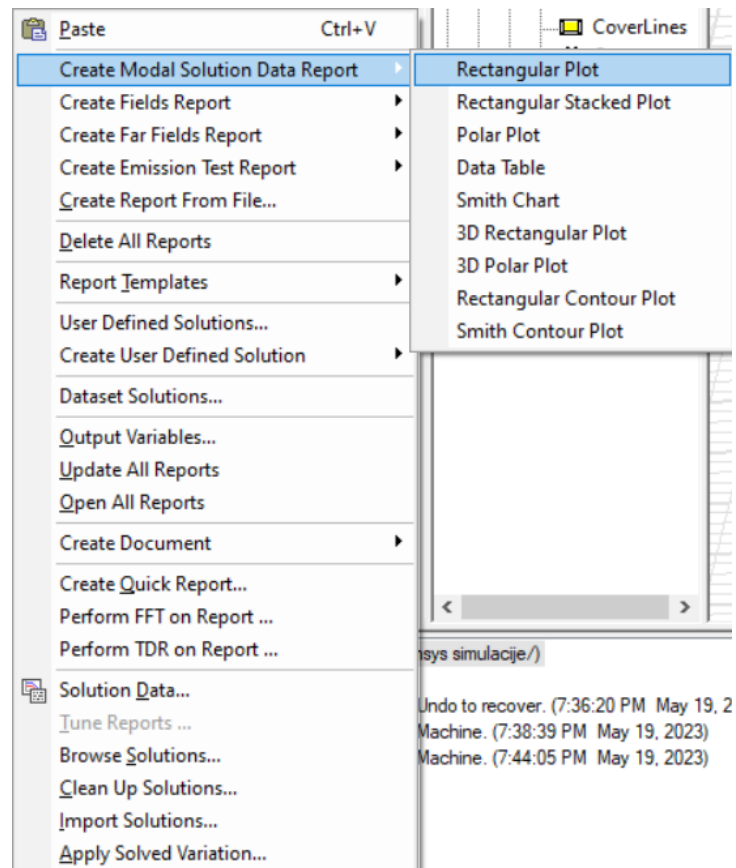 Paste Ctrl+V
CoverLines
Create Modal Solution Data Report
Rectangular Plot
Create Fields Report
Rectangular Stacked Plot
Create Far Fields Report
Polar Plot
Create Emission Test Report
Data Table
Create Report From File...
Smith Chart
3D Rectangular Plot
Delete All Reports
3D Polar Plot
Report Templates
Rectangular Contour Plot
User Defined Solutions...
Smith Contour Plot
Create User Defined Solution
Dataset Solutions...
Output Variables...
Update All Reports
Open All Reports
Create Document
Create Quick Report...
Perform FFT on Report ...
Perform TDR on Report ...
nsys simulacije/)
Solution Data...
Undo to recover. (7:36:20 PM May 19, 2
Tune Reports ...
Machine. (7:38:39 PM May 19, 2023)
Browse Solutions...
Machine. (7:44:05 PM May 19, 2023)
Clean Up Solutions...
Import Solutions...
Apply Solved Variation...